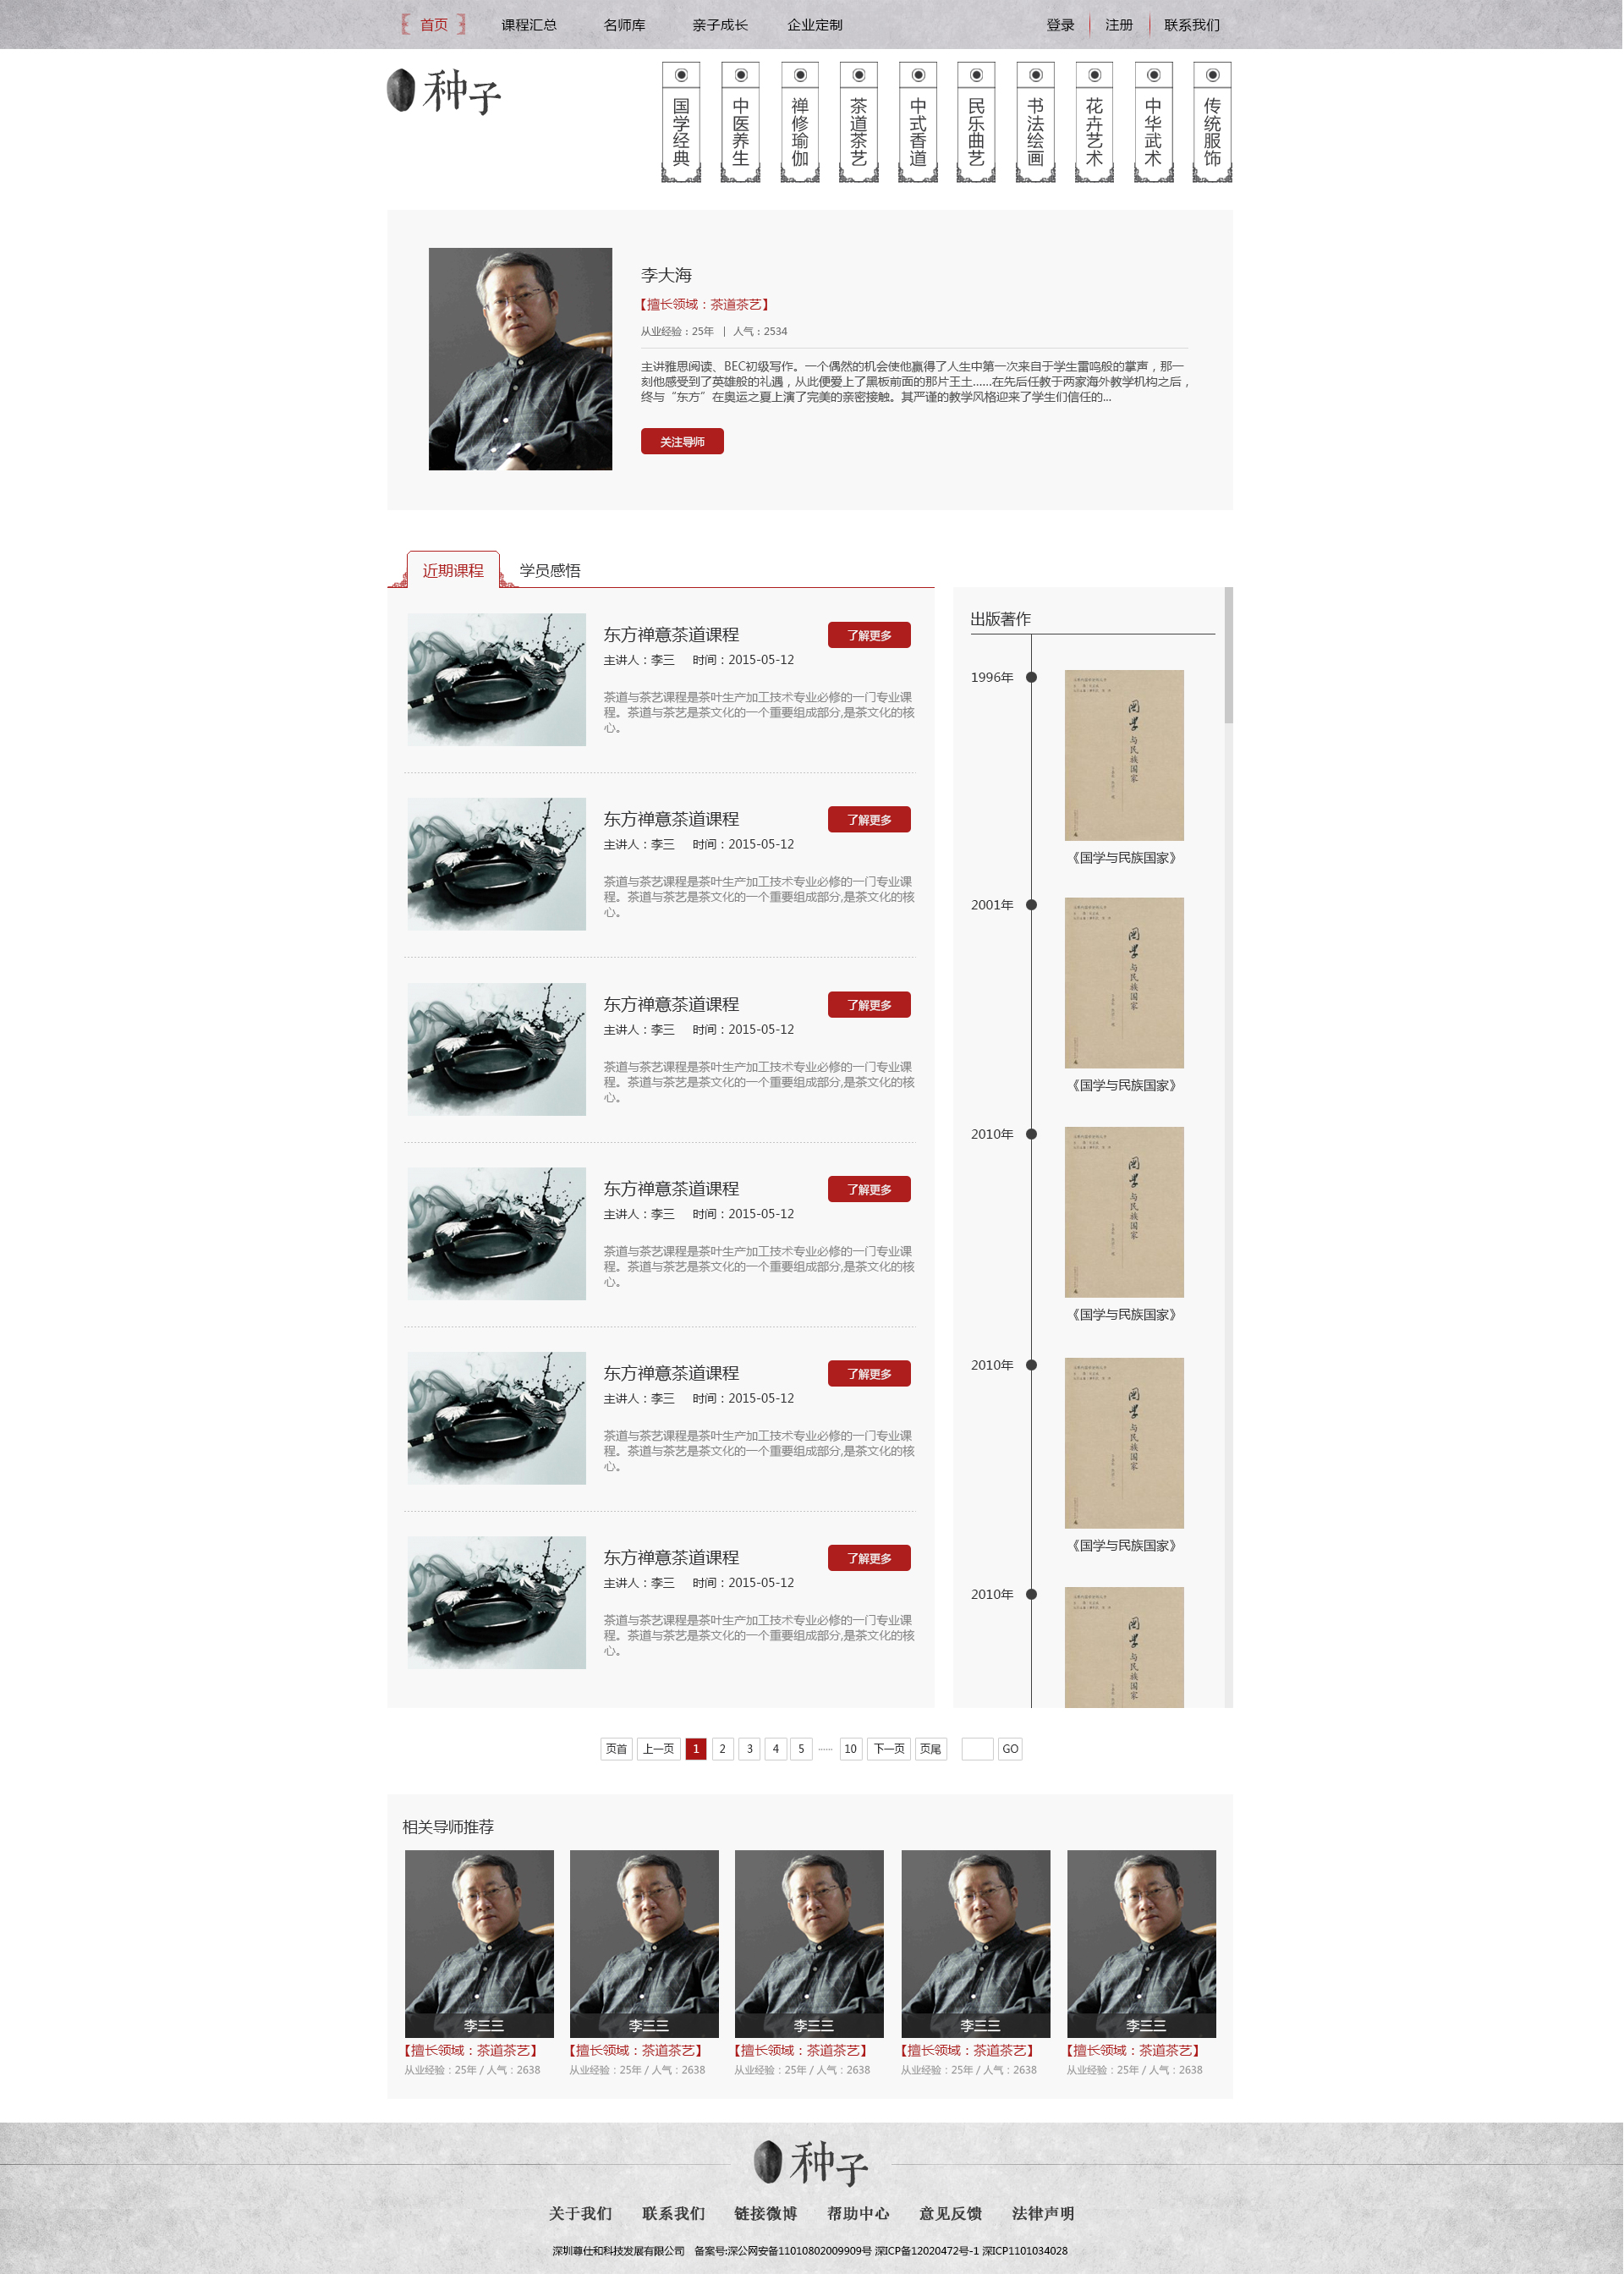 首页 课程汇总 名师库 亲子成长 企业定制 登录 注册 联系我们
种子
国学经典 中医养生 禅修瑜伽 茶道茶艺 中式香道 民乐曲艺 书法绘画 花卉艺术 中华武术 传统服饰
李大海
【擅长领域：茶道茶艺】
从业经验：25年 | 人气：2534
主讲雅思阅读、BEC初级写作。一个偶然的机会使他赢得了人生中第一次来自于学生雷鸣般的掌声，那一
刻他感受到了英雄般的礼遇，从此便爱上了黑板前面的那片王土......在先后任教于两家海外教学机构之后，
终与“东方”在奥运之夏上演了完美的亲密接触。其严谨的教学风格迎来了学生们信任的...
关注导师
近期课程 学员感悟
东方禅意茶道课程 了解更多
主讲人：李三 时间：2015-05-12
茶道与茶艺课程是茶叶生产加工技术专业必修的一门专业课
程。茶道与茶艺是茶文化的一个重要组成部分,是茶文化的核
心。
东方禅意茶道课程 了解更多
主讲人：李三 时间：2015-05-12
茶道与茶艺课程是茶叶生产加工技术专业必修的一门专业课
程。茶道与茶艺是茶文化的一个重要组成部分,是茶文化的核
心。
东方禅意茶道课程 了解更多
主讲人：李三 时间：2015-05-12
茶道与茶艺课程是茶叶生产加工技术专业必修的一门专业课
程。茶道与茶艺是茶文化的一个重要组成部分,是茶文化的核
心。
东方禅意茶道课程 了解更多
主讲人：李三 时间：2015-05-12
茶道与茶艺课程是茶叶生产加工技术专业必修的一门专业课
程。茶道与茶艺是茶文化的一个重要组成部分,是茶文化的核
心。
东方禅意茶道课程 了解更多
主讲人：李三 时间：2015-05-12
茶道与茶艺课程是茶叶生产加工技术专业必修的一门专业课
程。茶道与茶艺是茶文化的一个重要组成部分,是茶文化的核
心。
东方禅意茶道课程 了解更多
主讲人：李三 时间：2015-05-12
茶道与茶艺课程是茶叶生产加工技术专业必修的一门专业课
程。茶道与茶艺是茶文化的一个重要组成部分,是茶文化的核
心。
出版著作
1996年
国学与民族国家
《国学与民族国家》
2001年
国学与民族国家
《国学与民族国家》
2010年
国学与民族国家
《国学与民族国家》
2010年
国学与民族国家
《国学与民族国家》
2010年
国学与民族国家
页首 上一页 1 2 3 4 5 ...... 10 下一页 页尾 GO
相关导师推荐
李三三 李三三 李三三 李三三 李三三
【擅长领域：茶道茶艺】 【擅长领域：茶道茶艺】 【擅长领域：茶道茶艺】 【擅长领域：茶道茶艺】 【擅长领域：茶道茶艺】
从业经验：25年 / 人气：2638 从业经验：25年 / 人气：2638 从业经验：25年 / 人气：2638 从业经验：25年 / 人气：2638 从业经验：25年 / 人气：2638
种子
关于我们 联系我们 链接微博 帮助中心 意见反馈 法律声明
深圳尊仕和科技发展有限公司 备案号:深公网安备11010802009909号 深ICP备12020472号-1 深ICP1101034028